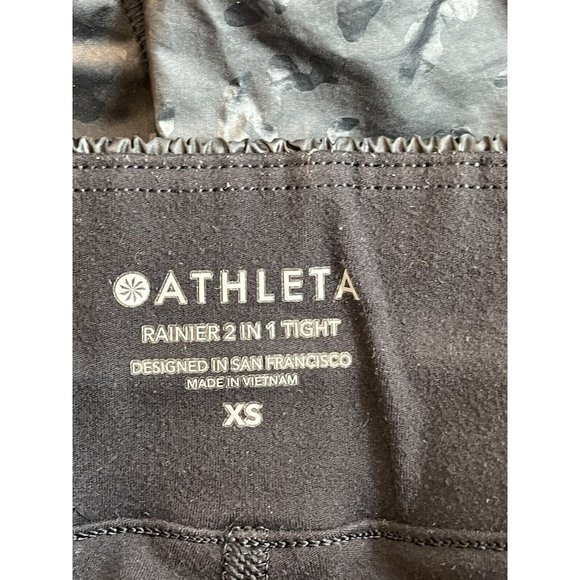 ATHLETA
RAINIER 2 IN 1 TIGHT
DESIGNED IN SAN FRANCISCO
MADE IN VIETNAM
XS